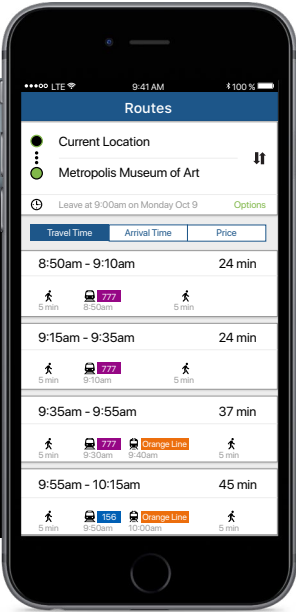 LTE 9:41 AM 100 %
Routes
Current Location
Metropolis Museum of Art
Leave at 9:00am on Monday Oct 9 Options
Travel Time Arrival Time Price
8:50am - 9:10am 24 min
777
5 min 8:50am 5 min
9:15am - 9:35am 24 min
777
5 min 9:10am 5 min
9:35am - 9:55am 37 min
777 Orange Line
5 min 9:30am 9:40am 5 min
9:55am - 10:15am 45 min
156 Orange Line
5 min 9:50am 10:00am 5 min